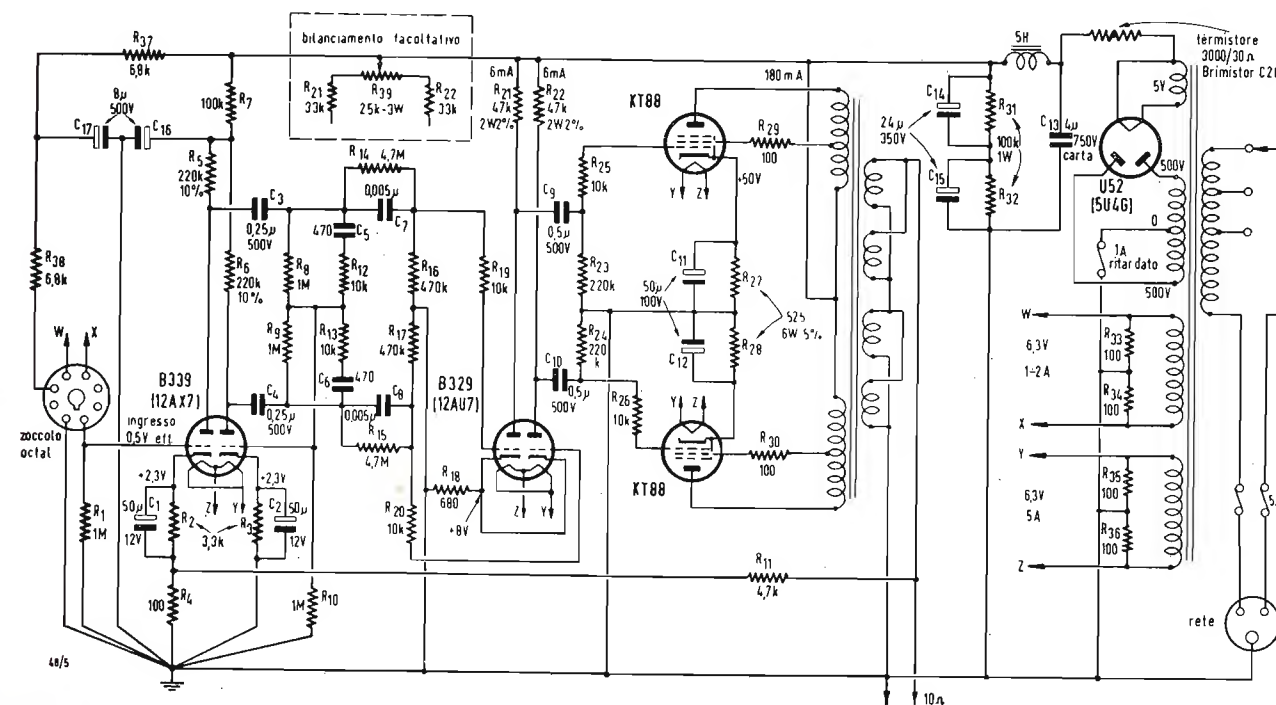 R37
6,8k
bilanciamento facoltativo
R21
33k
R39
25k-3W
R22
33k
6mA
6mA
R21
47k
2W2%
R22
47k
2W2%
180 mA
5H
termistore
3000/30 Ω
Brimistor
5V
8µ
500V
C17
C16
R7
100k
R5
220k
10%
R14
4,7M
C3
0,25µ
500V
0,005µ
C7
470
C5
KT88
R29
100
R25
10k
+50V
Y
Z
C14
24µ
350V
C15
R31
100k
1W
R32
C13
4µ
750V
carta
U52
(5U4G)
500V
0
500V
1A
ritardato
R38
6,8k
R6
220k
10%
R8
1M
R12
10k
R16
470k
R19
10k
C9
0,5µ
500V
R23
220k
C11
50µ
100V
R27
525
6W 5%
R28
C12
R9
1M
R13
10k
R17
470k
R24
220
k
C6
470
C8
0,005µ
R15
4,7M
C4
0,25µ
500V
C10
0,5µ
500V
R26
10k
Y
Z
KT88
R30
100
W
X
zoccolo
octal
B339
(12AX7)
ingresso
0,5V eff.
B329
(12AU7)
W
6,3V
1-2A
X
R33
100
R34
100
Y
6,3V
5A
Z
R35
100
R36
100
R1
1M
+2,3V
50µ
C1
12V
R2
3,3k
R3
Z
Y
+2,3V
C2
50µ
12V
R18
680
+8V
Z
Y
R20
10k
R4
100
1M
R10
R11
4,7k
rete
48/5
10Ω